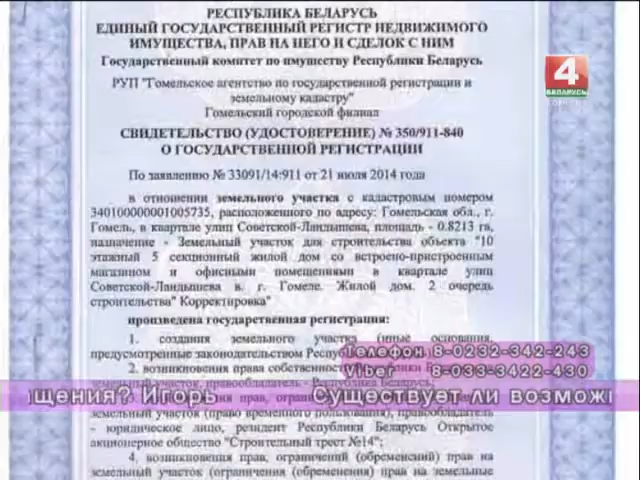 РЕСПУБЛИКА БЕЛАРУСЬ
ЕДИНЫЙ ГОСУДАРСТВЕННЫЙ РЕГИСТР НЕДВИЖИМОГО
ИМУЩЕСТВА, ПРАВ НА НЕГО И СДЕЛОК С НИМ
Государственный комитет по имуществу Республики Беларусь
4
БЕЛАРУСЬ
РУП "Гомельское агентство по государственной регистрации и
земельному кадастру"
Гомельский городской филиал
СВИДЕТЕЛЬСТВО (УДОСТОВЕРЕНИЕ) № 350/911-840
О ГОСУДАРСТВЕННОЙ РЕГИСТРАЦИИ
По заявлению № 33091/14:911 от 21 июля 2014 года
в отношении земельного участка с кадастровым номером
340100000001005735, расположенного по адресу: Гомельская обл., г.
Гомель, в квартале улиц Советской-Ландышева, площадь - 0.8213 га,
назначение - Земельный участок для строительства объекта "10
этажный 5 секционный жилой дом со встроенно-пристроенным
магазином и офисными помещениями в квартале улиц
Советской-Ландышева в. г. Гомеле. Жилой дом. 2 очередь
строительства" Корректировка"
произведена государственная регистрация:
1. создания земельного участка (иные основания,
предусмотренные законодательством
Телефон 8-0232-342-243
2. возникновения права
Viber 8-033-3422-430
земельный участок, правообладатель - Республика Беларусь;
щения? Игорь Существует ли возмож
права,
земельный участок (право временного пользования), правообладатель
- юридическое лицо, резидент Республики Беларусь Открытое
акционерное общество "Строительный трест №14";
4. возникновения прав, ограничений (обременений) прав на
земельный участок (ограничения (обременения) прав на земельные